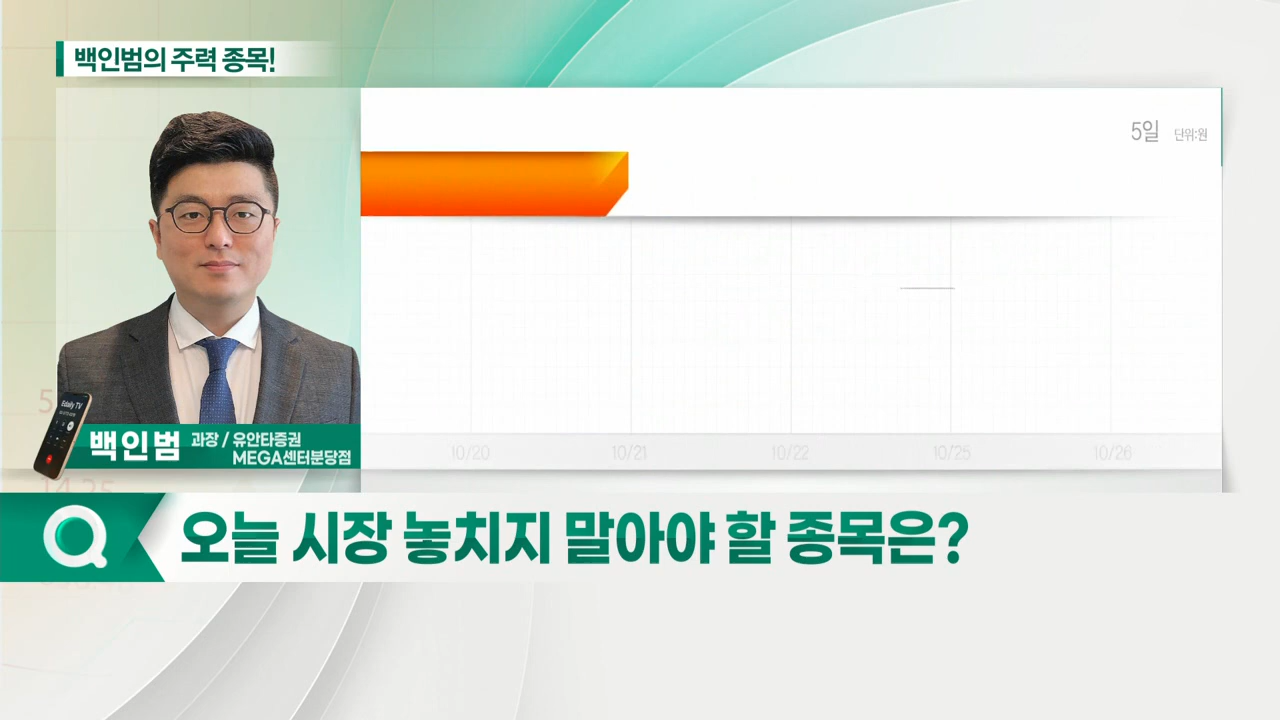 백인범의 주력 종목!
5일 단위:원
10/20 10/21 10/22 10/25 10/26
Edaily TV
백인범 과장 / 유안타증권
MEGA센터분당점
Q 오늘 시장 놓치지 말아야 할 종목은?